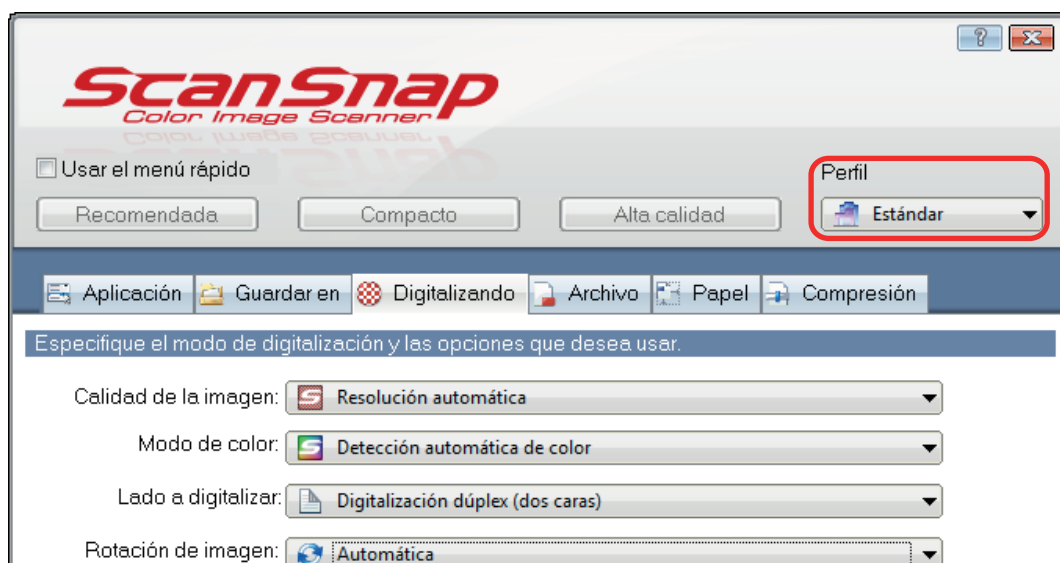 ScanSnap
Color Image Scanner
Usar el menú rápido
Perfil
Recomendada Compacto Alta calidad Estándar
Aplicación Guardar en Digitalizando Archivo Papel Compresión
Especifique el modo de digitalización y las opciones que desea usar.
Calidad de la imagen: Resolución automática
Modo de color: Detección automática de color
Lado a digitalizar: Digitalización dúplex (dos caras)
Rotación de imagen: Automática